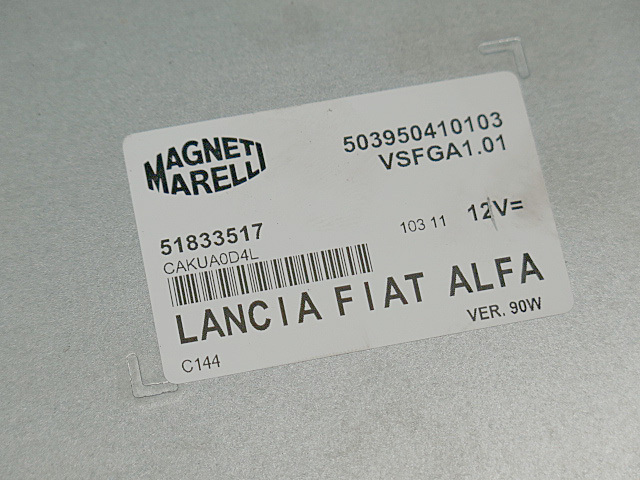 MAGNETI
MARELLI
503950410103
VSFGA1.01
51833517
CAKUA0D4L
103 11
12V=
LANCIA FIAT ALFA
C144
VER. 90W